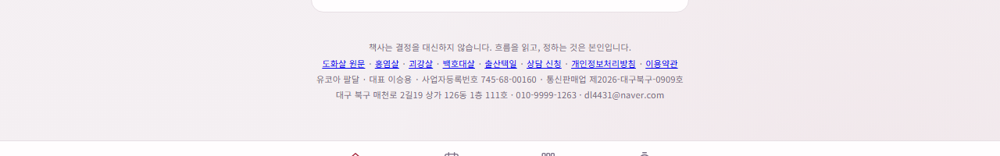 책사는 결정을 대신하지 않습니다. 흐름을 읽고, 정하는 것은 본인입니다.
도화살 원문 · 홍염살 · 괴강살 · 백호대살 · 출산택일 · 상담 신청 · 개인정보처리방침 · 이용약관
유코아 팔달 · 대표 이승용 · 사업자등록번호 745-68-00160 · 통신판매업 제2026-대구북구-0909호
대구 북구 매천로 2길19 상가 126동 1층 111호 · 010-9999-1263 · dl4431@naver.com